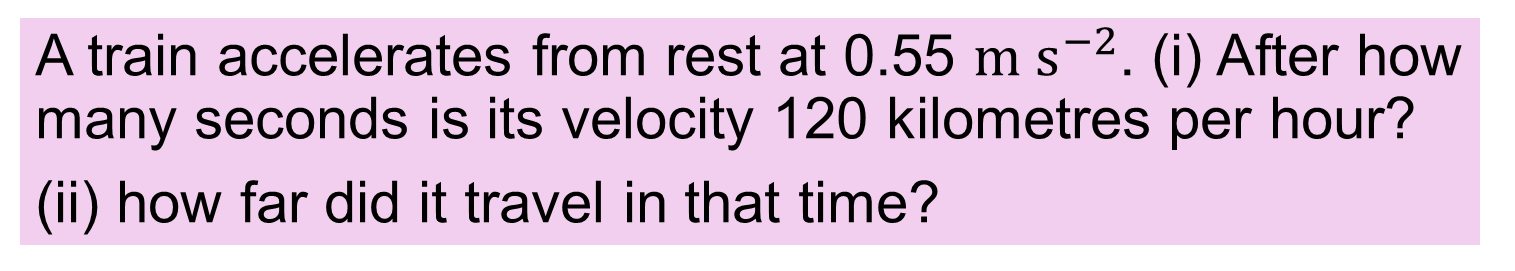 A train accelerates from rest at 0.55 m s⁻². (i) After how
many seconds is its velocity 120 kilometres per hour?
(ii) how far did it travel in that time?